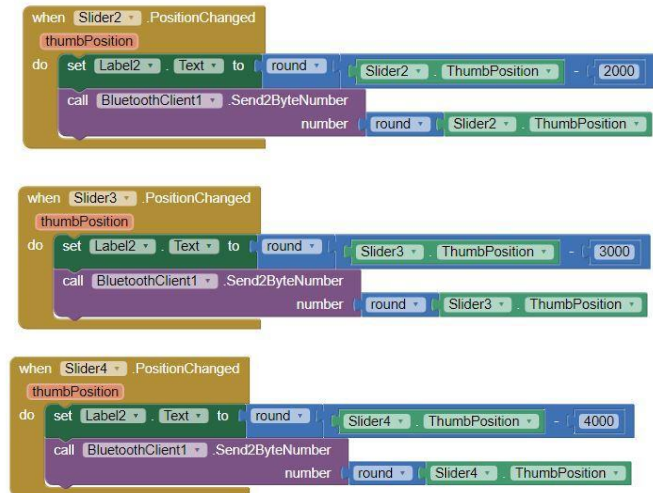 when Slider2 .PositionChanged
thumbPosition
do set Label2 . Text to round Slider2 . ThumbPosition - 2000
call BluetoothClient1 .Send2ByteNumber
number round Slider2 . ThumbPosition
when Slider3 .PositionChanged
thumbPosition
do set Label2 . Text to round Slider3 . ThumbPosition - 3000
call BluetoothClient1 .Send2ByteNumber
number round Slider3 . ThumbPosition
when Slider4 .PositionChanged
thumbPosition
do set Label2 . Text to round Slider4 . ThumbPosition - 4000
call BluetoothClient1 .Send2ByteNumber
number round Slider4 . ThumbPosition